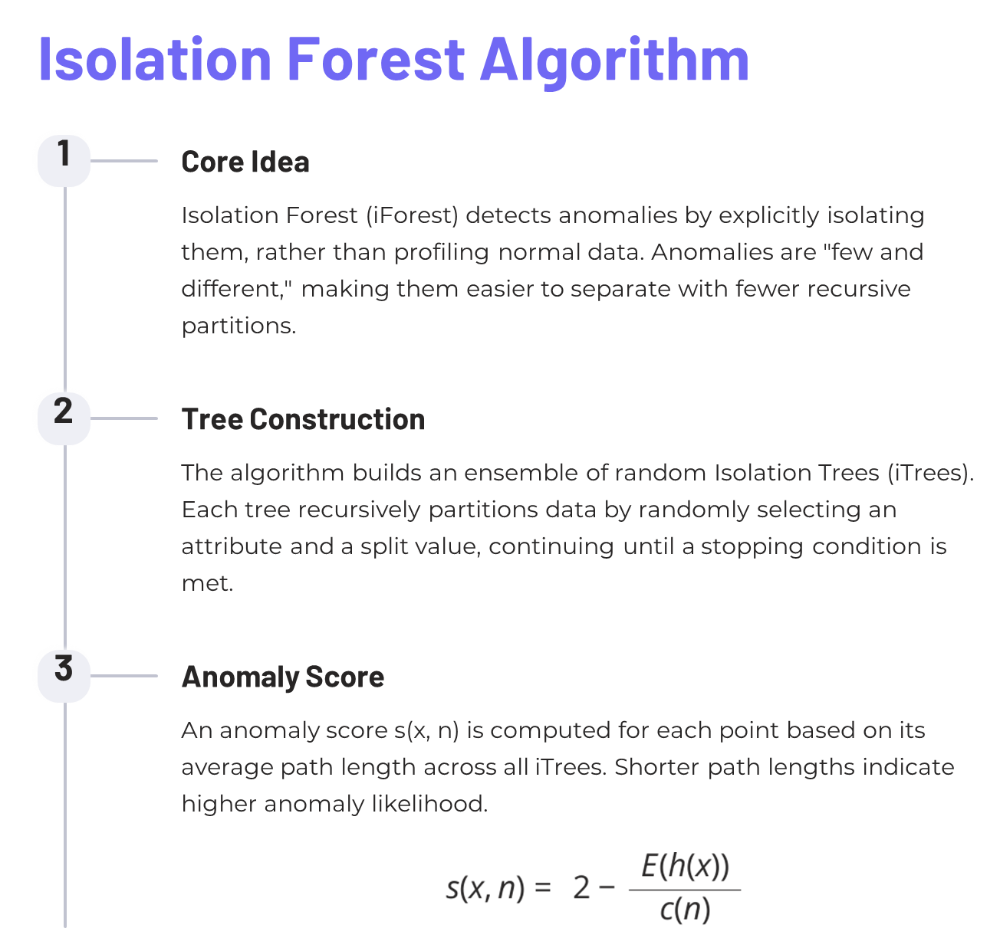 Isolation Forest Algorithm
1
Core Idea
Isolation Forest (iForest) detects anomalies by explicitly isolating
them, rather than profiling normal data. Anomalies are "few and
different," making them easier to separate with fewer recursive
partitions.
2
Tree Construction
The algorithm builds an ensemble of random Isolation Trees (iTrees).
Each tree recursively partitions data by randomly selecting an
attribute and a split value, continuing until a stopping condition is
met.
3
Anomaly Score
An anomaly score s(x, n) is computed for each point based on its
average path length across all iTrees. Shorter path lengths indicate
higher anomaly likelihood.
s(x, n) = 2 − E(h(x)) / c(n)